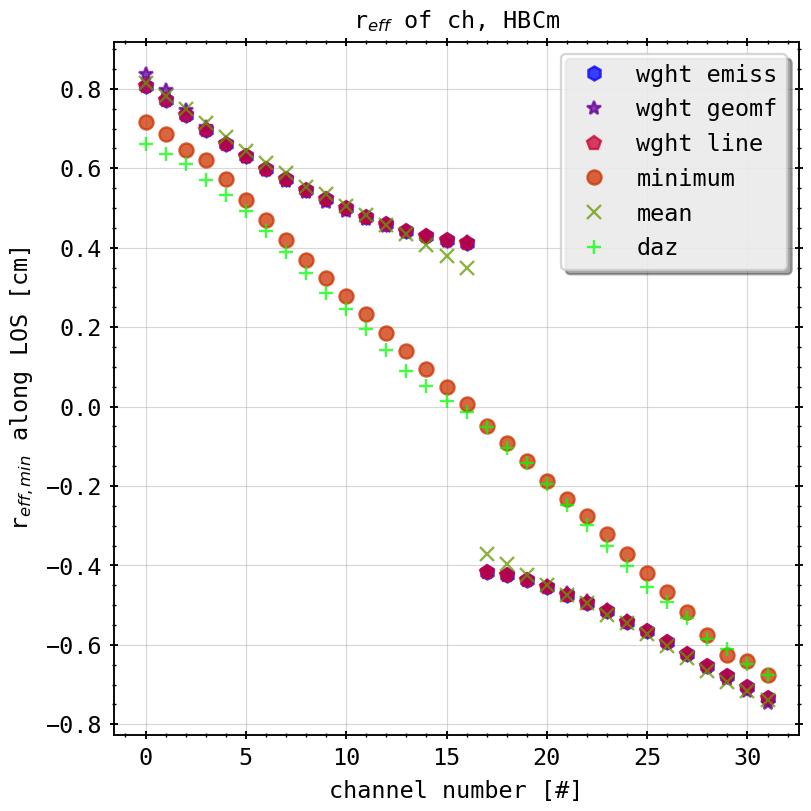 r_eff of ch, HBCm
r_eff,min along LOS [cm]
0.8
0.6
0.4
0.2
0.0
−0.2
−0.4
−0.6
−0.8
wght emiss
wght geomf
wght line
minimum
mean
daz
0 5 10 15 20 25 30
channel number [#]